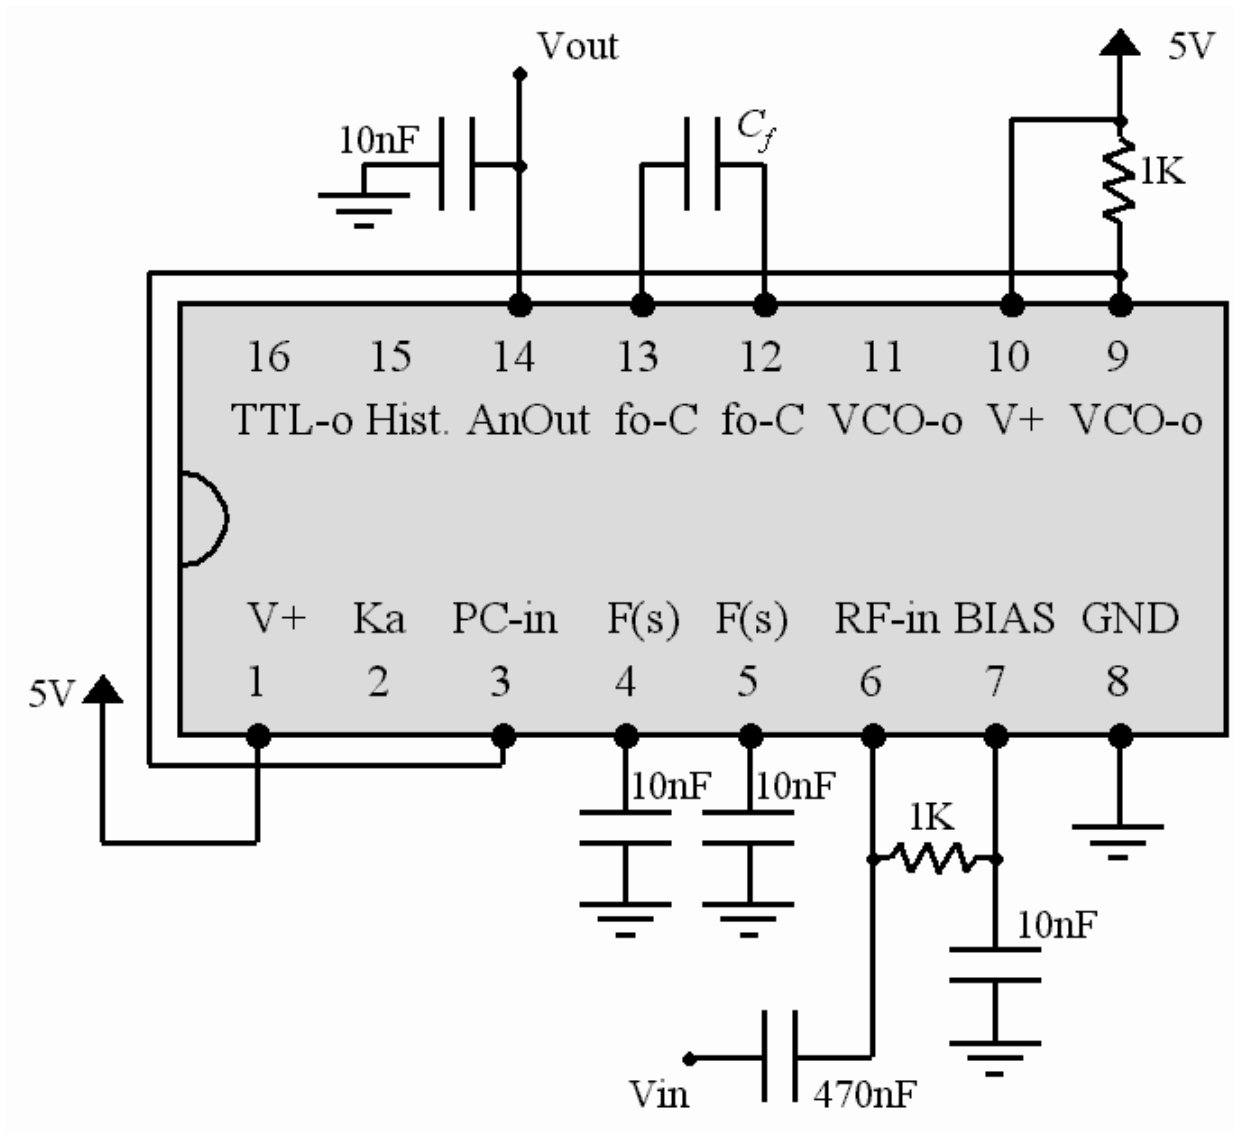 Vout
5V
10nF
C_f
1K
16 15 14 13 12 11 10 9
TTL-o Hist. AnOut fo-C fo-C VCO-o V+ VCO-o
V+ Ka PC-in F(s) F(s) RF-in BIAS GND
1 2 3 4 5 6 7 8
5V
10nF 10nF
1K
10nF
Vin
470nF